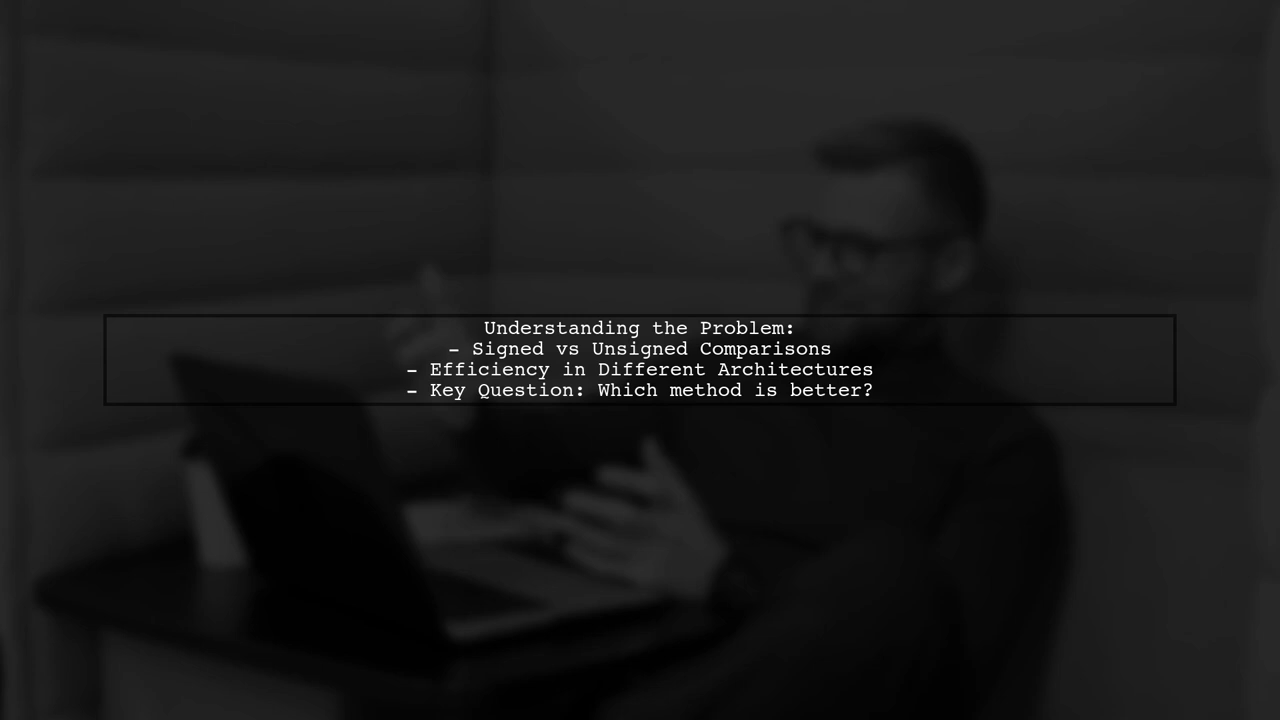 Understanding the Problem:
- Signed vs Unsigned Comparisons
- Efficiency in Different Architectures
- Key Question: Which method is better?